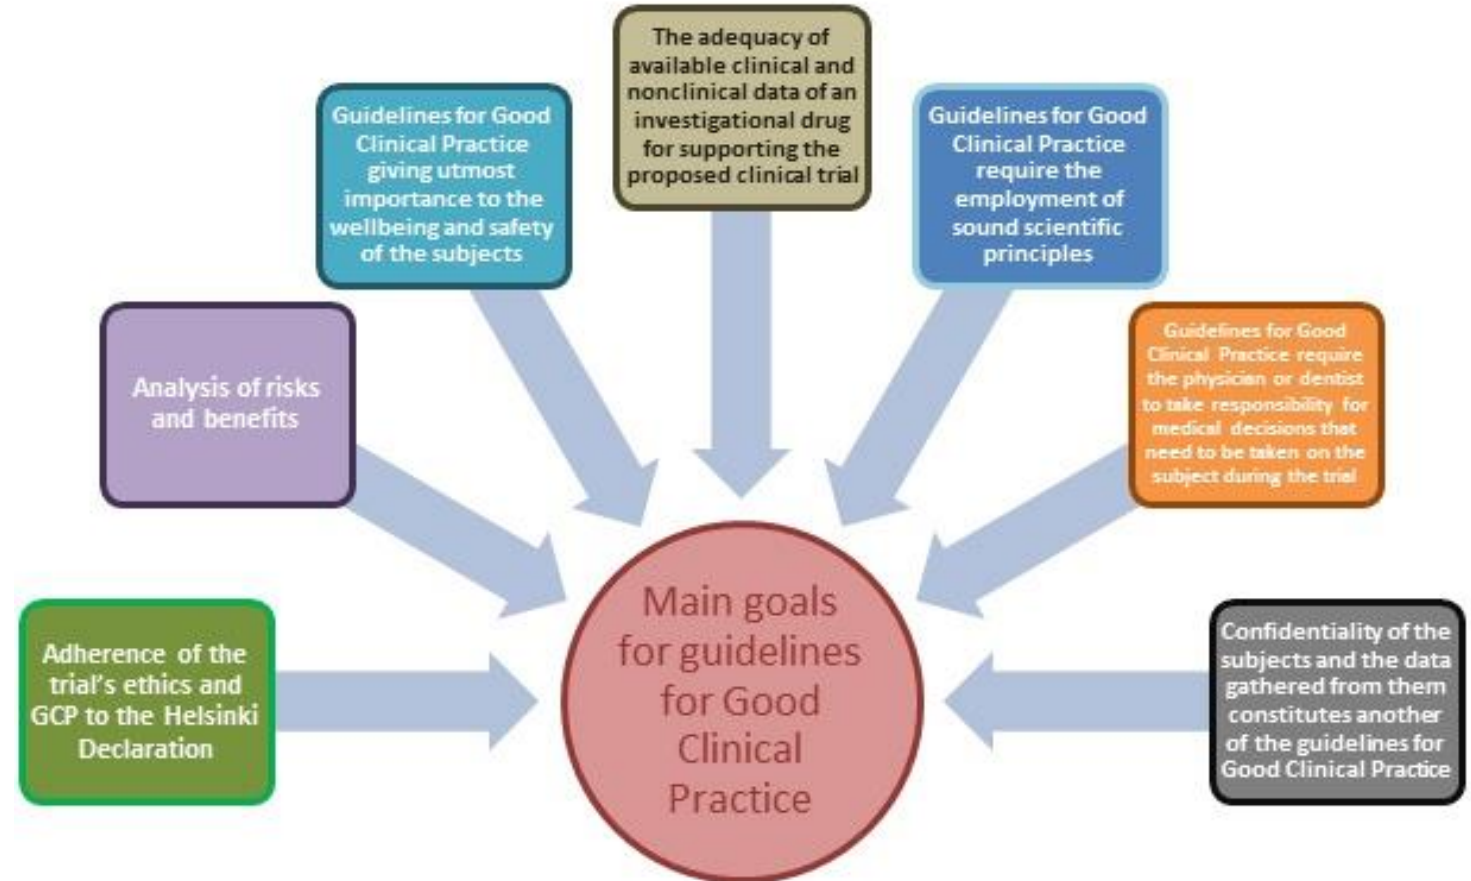 The adequacy of
available clinical and
nonclinical data of an
investigational drug
for supporting the
proposed clinical trial
Guidelines for Good
Clinical Practice
giving utmost
importance to the
wellbeing and safety
of the subjects
Guidelines for Good
Clinical Practice
require the
employment of
sound scientific
principles
Analysis of risks
and benefits
Guidelines for Good
Clinical Practice require
the physician or dentist
to take responsibility for
medical decisions that
need to be taken on the
subject during the trial
Adherence of the
trial's ethics and
GCP to the Helsinki
Declaration
Main goals
for guidelines
for Good
Clinical
Practice
Confidentiality of the
subjects and the data
gathered from them
constitutes another
of the guidelines for
Good Clinical Practice